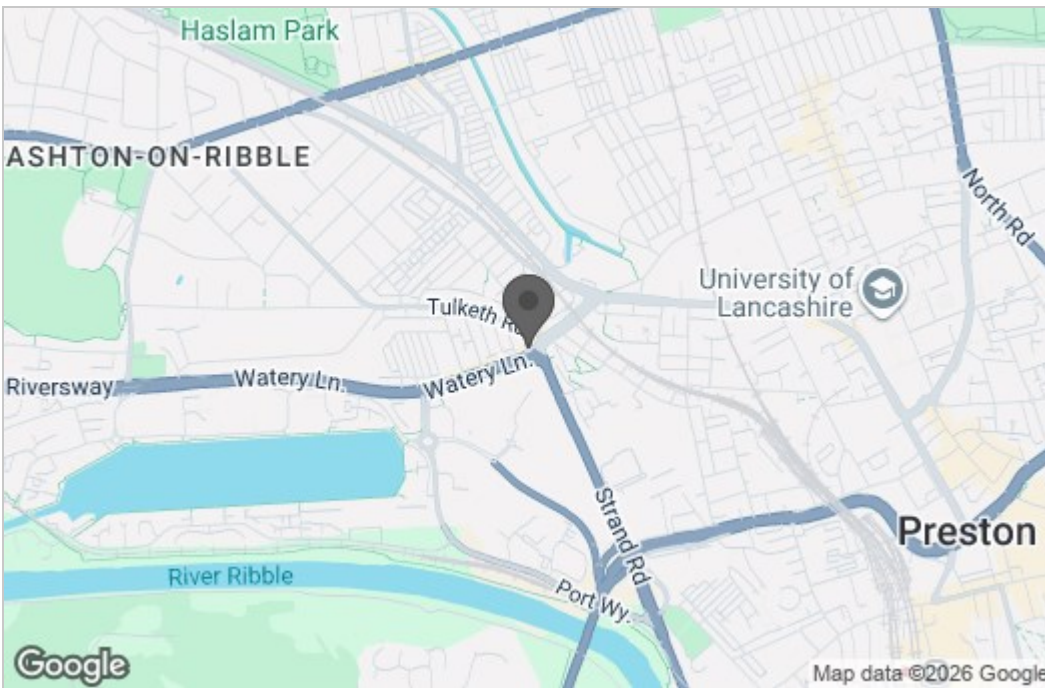 Haslam Park
ASHTON-ON-RIBBLE
North Rd
University of
Lancashire
Tulketh
Riversway
Watery Ln.
Watery Ln.
Strand Rd
Preston
River Ribble
Port Wy.
Google
Map data ©2026 Google